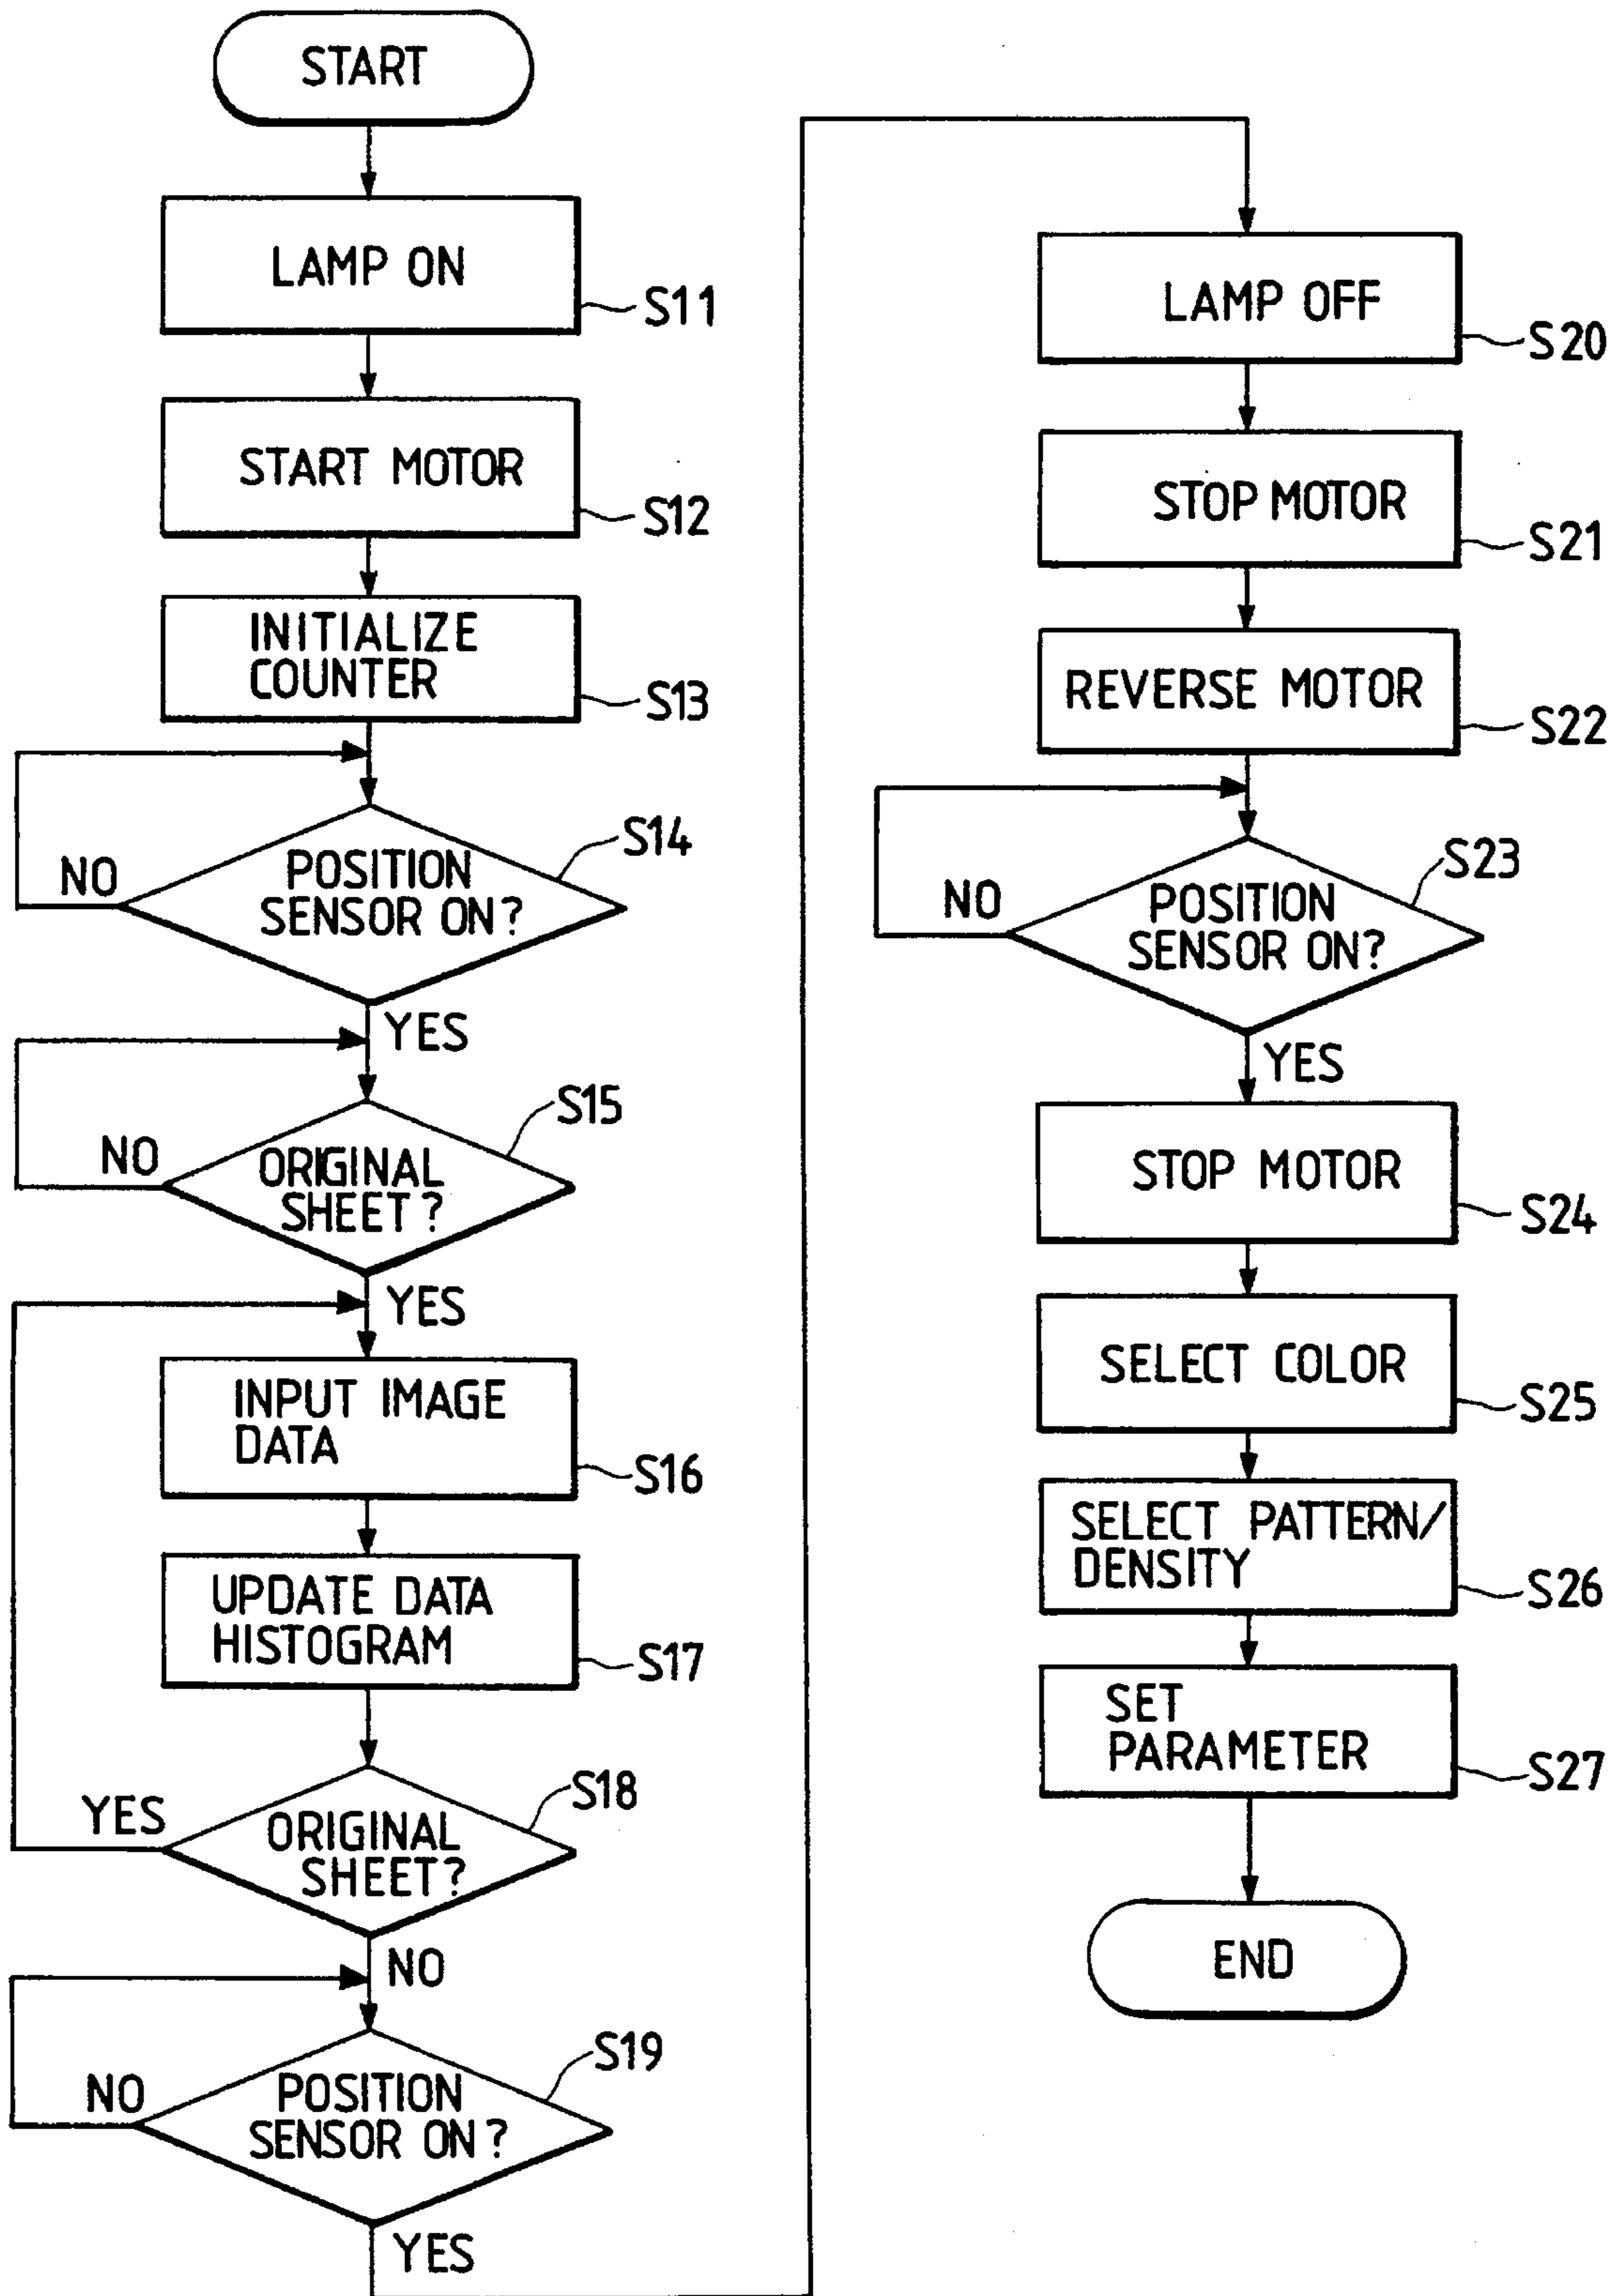 START
LAMP ON
S11
START MOTOR
S12
INITIALIZE
COUNTER
S13
S14
NO
POSITION
SENSOR ON?
YES
S15
NO
ORIGINAL
SHEET?
YES
INPUT IMAGE
DATA
S16
UPDATE DATA
HISTOGRAM
S17
S18
YES
ORIGINAL
SHEET?
NO
S19
NO
POSITION
SENSOR ON?
YES
LAMP OFF
S20
STOP MOTOR
S21
REVERSE MOTOR
S22
S23
NO
POSITION
SENSOR ON?
YES
STOP MOTOR
S24
SELECT COLOR
S25
SELECT PATTERN/
DENSITY
S26
SET
PARAMETER
S27
END